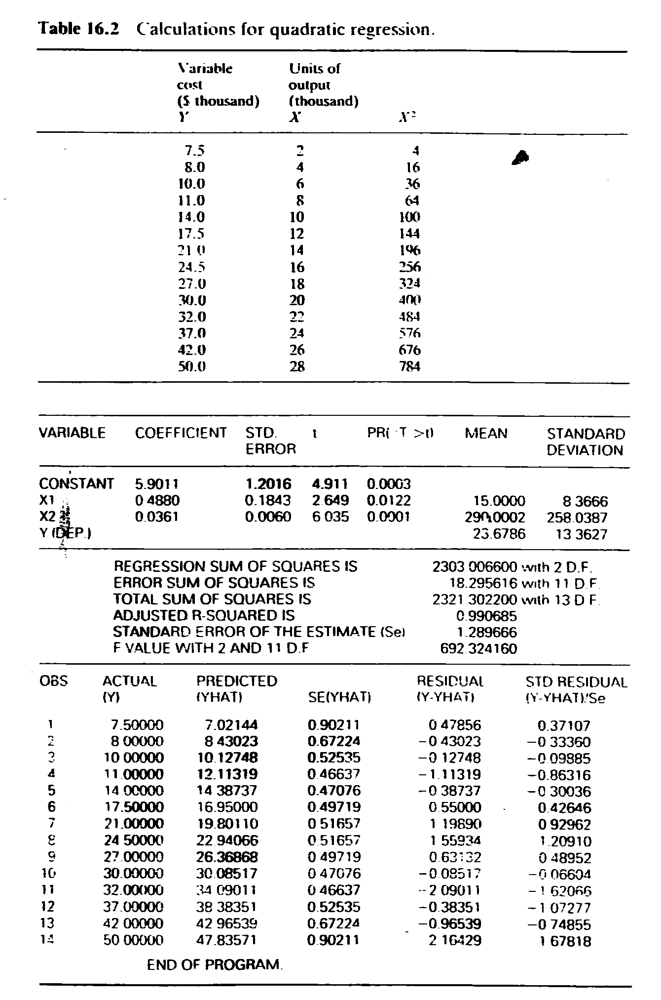 Table 16.2 Calculations for quadratic regression.
Variable cost ($ thousand) Y Units of output (thousand) X X²
7.5 2 4
8.0 4 16
10.0 6 36
11.0 8 64
14.0 10 100
17.5 12 144
21.0 14 196
24.5 16 256
27.0 18 324
30.0 20 400
32.0 22 484
37.0 24 576
42.0 26 676
50.0 28 784
VARIABLE COEFFICIENT STD. ERROR t PR( T >t) MEAN STANDARD DEVIATION
CONSTANT 5.9011 1.2016 4.911 0.0003
X1 0.4880 0.1843 2.649 0.0122 15.0000 8.3666
X2 0.0361 0.0060 6.035 0.0001 290.0002 258.0387
Y (DEP.) 23.6786 13.3627
REGRESSION SUM OF SQUARES IS 2303.006600 with 2 D.F.
ERROR SUM OF SQUARES IS 18.295616 with 11 D.F.
TOTAL SUM OF SQUARES IS 2321.302200 with 13 D.F.
ADJUSTED R-SQUARED IS 0.990685
STANDARD ERROR OF THE ESTIMATE (Se) 1.289666
F VALUE WITH 2 AND 11 D.F 692.324160
OBS ACTUAL (Y) PREDICTED (YHAT) SE(YHAT) RESIDUAL (Y-YHAT) STD RESIDUAL (Y-YHAT)/Se
1 7.50000 7.02144 0.90211 0.47856 0.37107
2 8.00000 8.43023 0.67224 -0.43023 -0.33360
3 10.00000 10.12748 0.52535 -0.12748 -0.09885
4 11.00000 12.11319 0.46637 -1.11319 -0.86316
5 14.00000 14.38737 0.47076 -0.38737 -0.30036
6 17.50000 16.95000 0.49719 0.55000 0.42646
7 21.00000 19.80110 0.51657 1.19890 0.92962
8 24.50000 22.94066 0.51657 1.55934 1.20910
9 27.00000 26.36868 0.49719 0.63132 0.48952
10 30.00000 30.08517 0.47076 -0.08517 -0.06604
11 32.00000 34.09011 0.46637 -2.09011 -1.62066
12 37.00000 38.38351 0.52535 -0.38351 -1.07277
13 42.00000 42.96539 0.67224 -0.96539 -0.74855
14 50.00000 47.83571 0.90211 2.16429 1.67818
END OF PROGRAM.